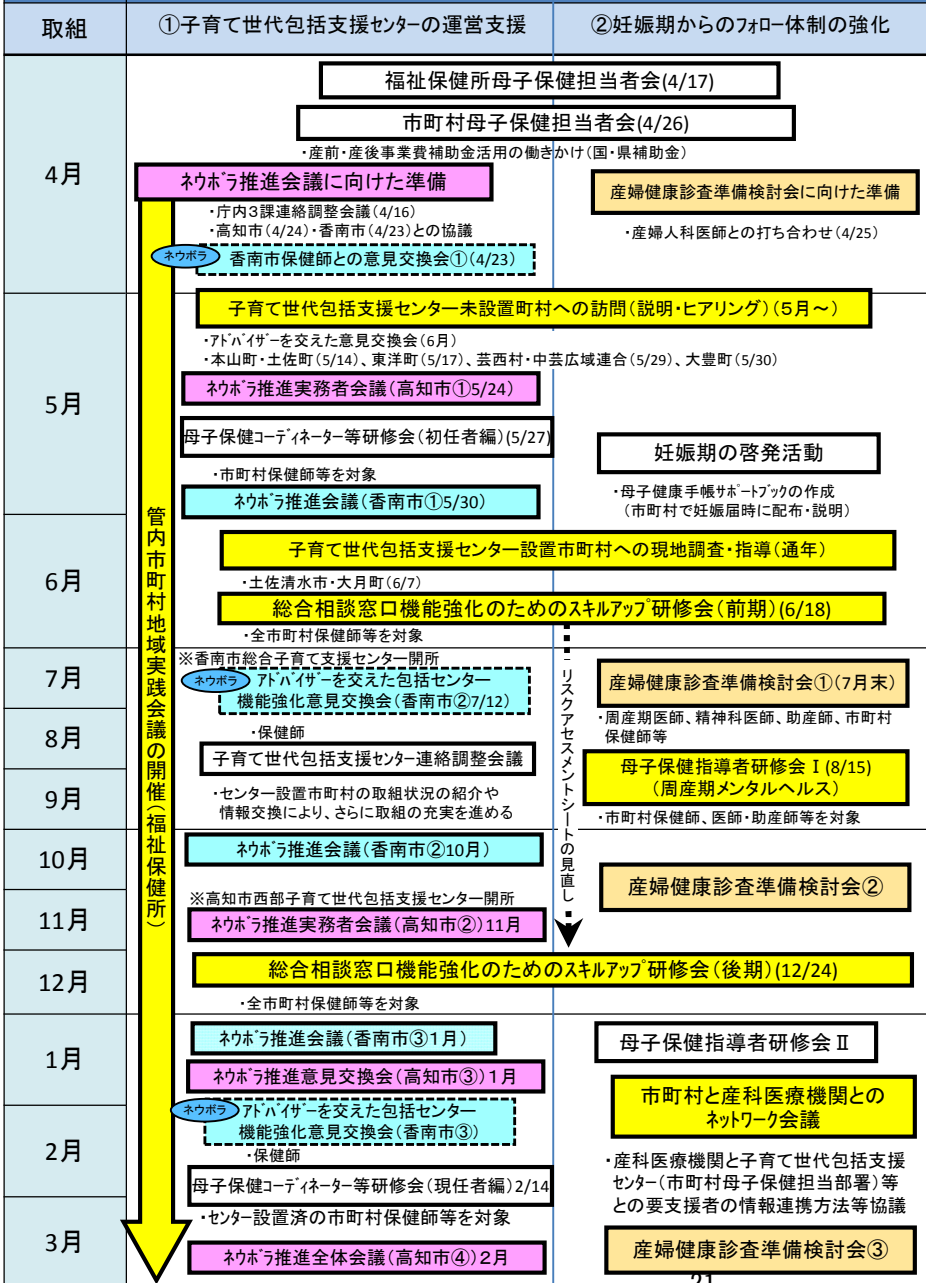 取組
①子育て世代包括支援センターの運営支援
②妊娠期からのフォロー体制の強化
4月
福祉保健所母子保健担当者会(4/17)
市町村母子保健担当者会(4/26)
・産前・産後事業費補助金活用の働きかけ(国・県補助金)
ネウボラ推進会議に向けた準備
・庁内3課連絡調整会議(4/16)
・高知市(4/24)・香南市(4/23)との協議
ネウボラ
香南市保健師との意見交換会①(4/23)
産婦健康診査準備検討会に向けた準備
・産婦人科医師との打ち合わせ(4/25)
管内市町村地域実践会議の開催(福祉保健所)
5月
子育て世代包括支援センター未設置町村への訪問(説明・ヒアリング)(5月~)
・アドバイザーを交えた意見交換会(6月)
・本山町・土佐町(5/14)、東洋町(5/17)、芸西村・中芸広域連合(5/29)、大豊町(5/30)
ネウボラ推進実務者会議(高知市①5/24)
母子保健コーディネーター等研修会(初任者編)(5/27)
・市町村保健師等を対象
ネウボラ推進会議(香南市①5/30)
妊娠期の啓発活動
・母子健康手帳サポートブックの作成
(市町村で妊娠届時に配布・説明)
6月
子育て世代包括支援センター設置市町村への現地調査・指導(通年)
・土佐清水市・大月町(6/7)
総合相談窓口機能強化のためのスキルアップ研修会(前期)(6/18)
・全市町村保健師等を対象
リスクアセスメントシートの見直し
7月
※香南市総合子育て支援センター開所
ネウボラ
アドバイザーを交えた包括センター
機能強化意見交換会(香南市②7/12)
・保健師
産婦健康診査準備検討会①(7月末)
・周産期医師、精神科医師、助産師、市町村
保健師等
8月
子育て世代包括支援センター連絡調整会議
母子保健指導者研修会Ⅰ(8/15)
(周産期メンタルヘルス)
9月
・センター設置市町村の取組状況の紹介や
情報交換により、さらに取組の充実を進める
・市町村保健師、医師・助産師等を対象
10月
ネウボラ推進会議(香南市②10月)
産婦健康診査準備検討会②
11月
※高知市西部子育て世代包括支援センター開所
ネウボラ推進実務者会議(高知市②)11月
12月
総合相談窓口機能強化のためのスキルアップ研修会(後期)(12/24)
・全市町村保健師等を対象
1月
ネウボラ推進会議(香南市③1月)
ネウボラ推進意見交換会(高知市③)1月
母子保健指導者研修会Ⅱ
市町村と産科医療機関との
ネットワーク会議
2月
ネウボラ
アドバイザーを交えた包括センター
機能強化意見交換会(香南市③)
・保健師
母子保健コーディネーター等研修会(現任者編)2/14
・産科医療機関と子育て世代包括支援
センター(市町村母子保健担当部署)等
との要支援者の情報連携方法等協議
3月
・センター設置済の市町村保健師等を対象
ネウボラ推進全体会議(高知市④)2月
産婦健康診査準備検討会③
21